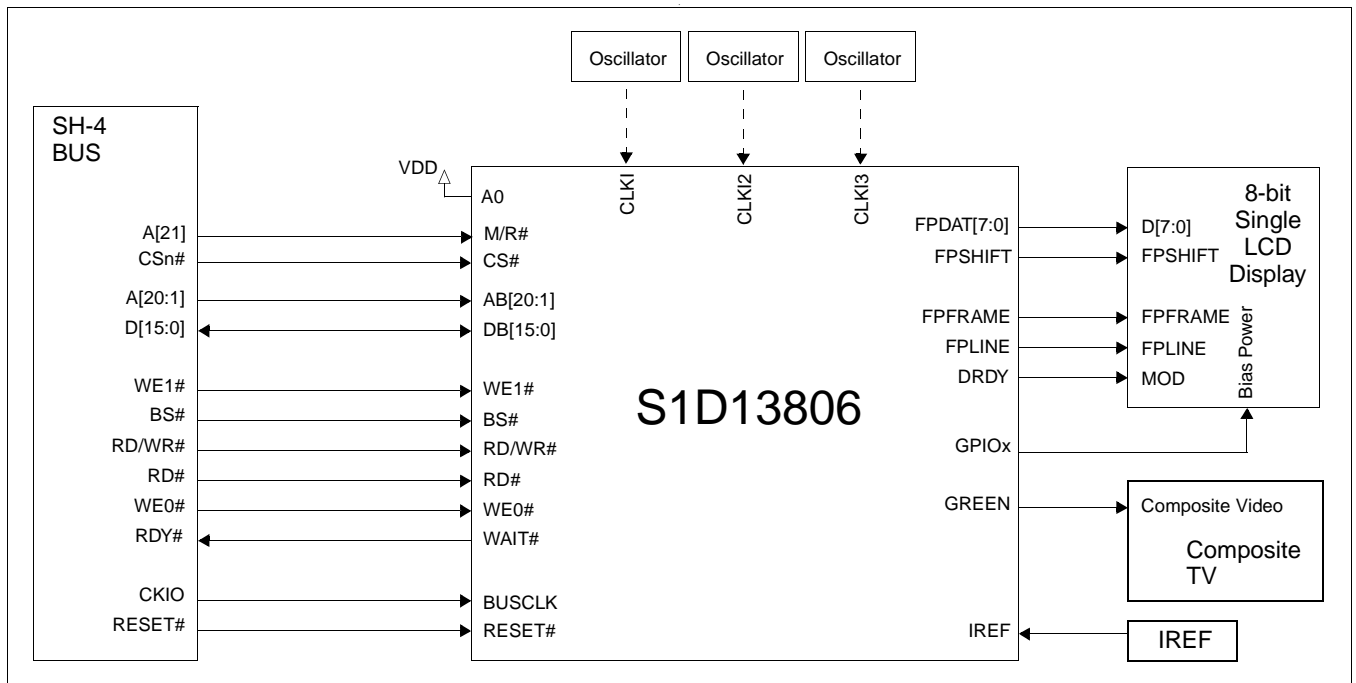 Oscillator
Oscillator
Oscillator
SH-4
BUS
VDD
A0
CLKI
CLKI2
CLKI3
A[21]
M/R#
CSn#
CS#
A[20:1]
AB[20:1]
D[15:0]
DB[15:0]
WE1#
WE1#
BS#
BS#
RD/WR#
RD/WR#
RD#
RD#
WE0#
WE0#
RDY#
WAIT#
CKIO
BUSCLK
RESET#
RESET#
S1D13806
FPDAT[7:0]
FPSHIFT
FPFRAME
FPLINE
DRDY
GPIOx
GREEN
IREF
8-bit
Single
LCD
Display
D[7:0]
FPSHIFT
FPFRAME
FPLINE
MOD
Bias Power
Composite Video
Composite
TV
IREF